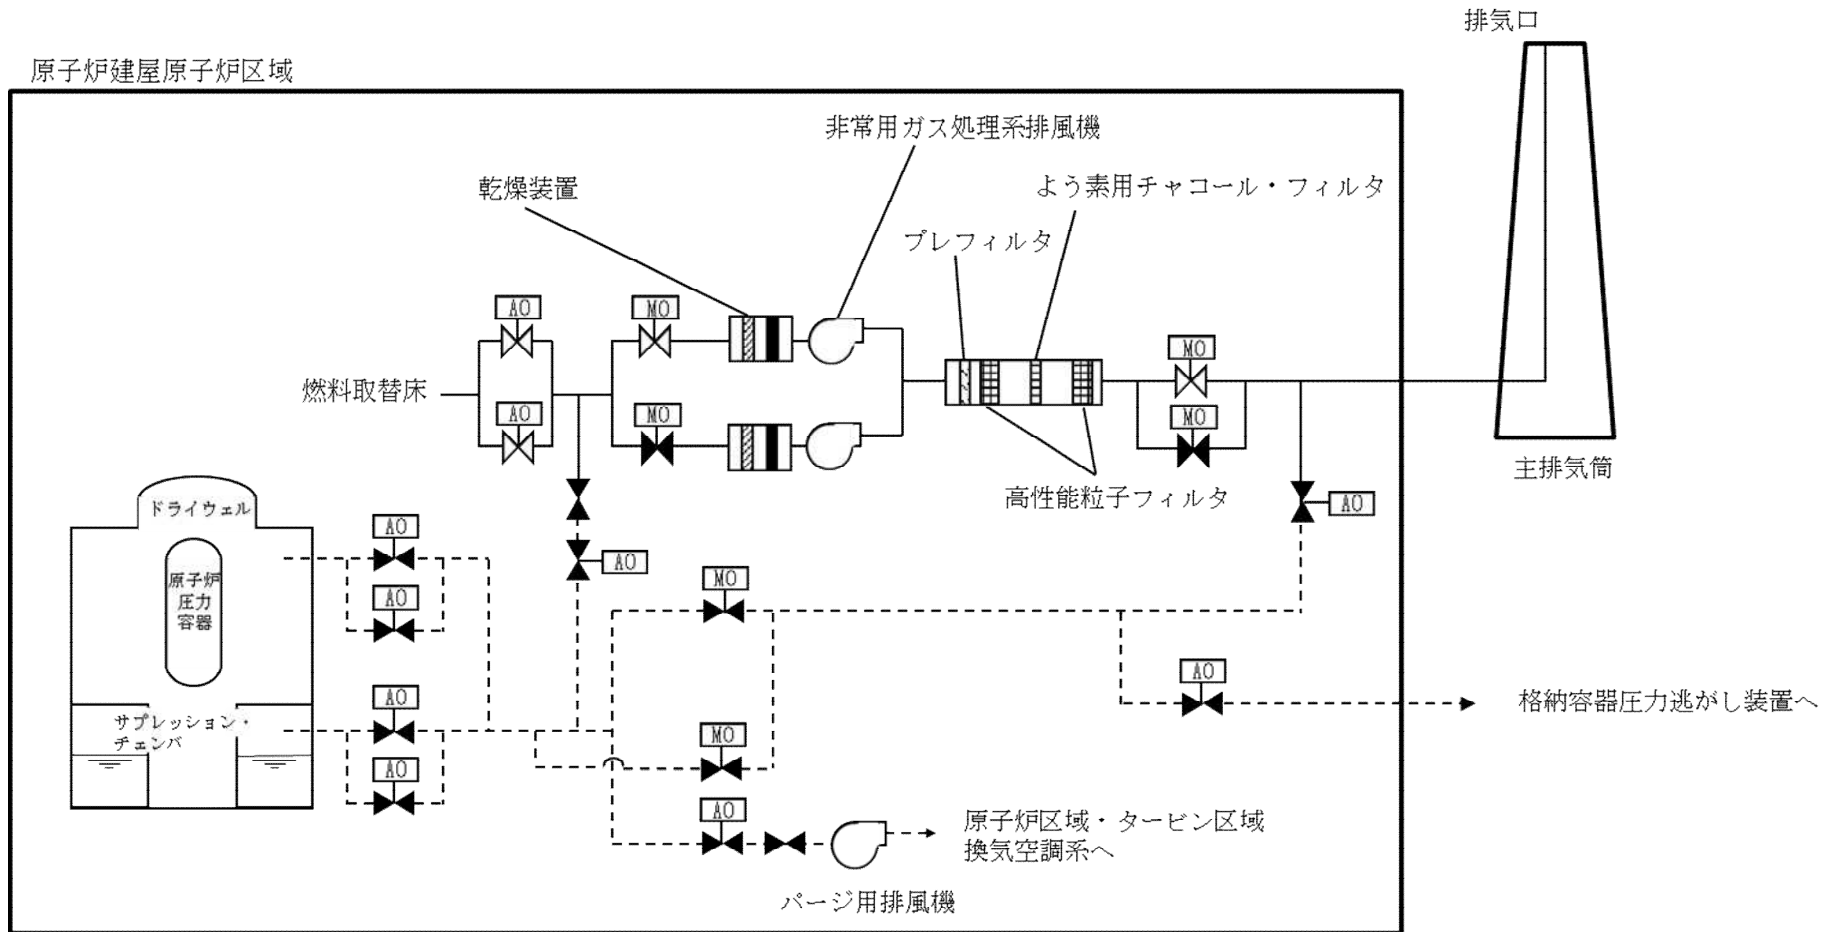 排気口
原子炉建屋原子炉区域
非常用ガス処理系排風機
乾燥装置
よう素用チャコール・フィルタ
プレフィルタ
AO
MO
MO
燃料取替床
AO
MO
MO
主排気筒
高性能粒子フィルタ
AO
ドライウェル
AO
AO
原子炉
圧力
容器
AO
MO
AO
格納容器圧力逃がし装置へ
AO
サプレッション・
チェンバ
MO
AO
AO
原子炉区域・タービン区域
換気空調系へ
パージ用排風機